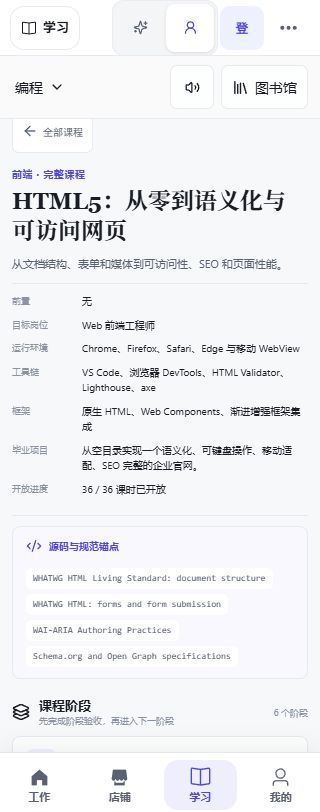 学习
登
编程
图书馆
全部课程
前端 · 完整课程
HTML5：从零到语义化与
可访问网页
从文档结构、表单和媒体到可访问性、SEO 和页面性能。
前置 无
目标岗位 Web 前端工程师
运行环境 Chrome、Firefox、Safari、Edge 与移动 WebView
工具链 VS Code、浏览器 DevTools、HTML Validator、
Lighthouse、axe
框架 原生 HTML、Web Components、渐进增强框架集
成
毕业项目 从空目录实现一个语义化、可键盘操作、移动适
配、SEO 完整的企业官网。
开放进度 36 / 36 课时已开放
源码与规范锚点
WHATWG HTML Living Standard: document structure
WHATWG HTML: forms and form submission
WAI-ARIA Authoring Practices
Schema.org and Open Graph specifications
课程阶段
先完成阶段验收，再进入下一阶段
6 个阶段
工作 店铺 学习 我的